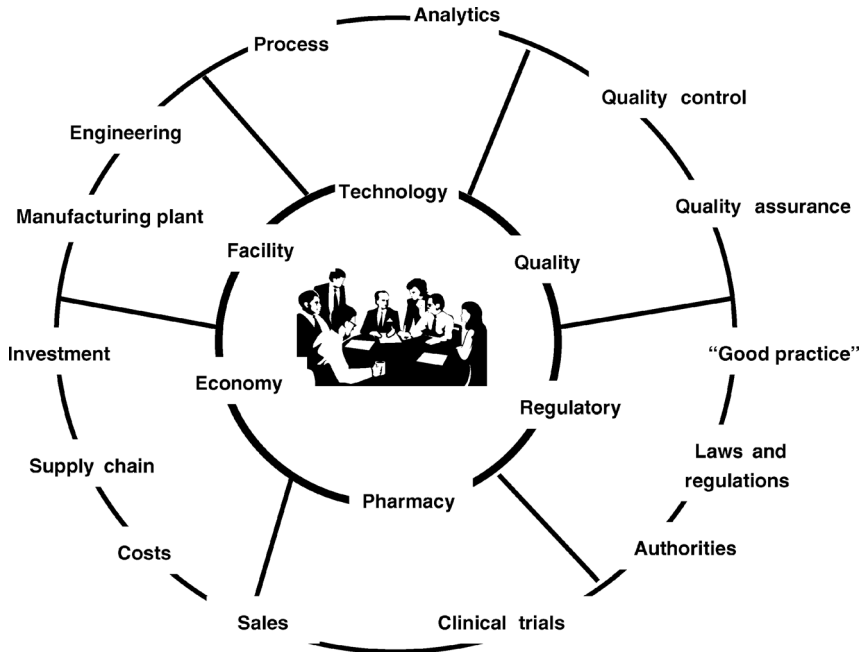 Analytics
Process
Quality control
Engineering
Technology
Quality assurance
Manufacturing plant
Facility
Quality
Investment
"Good practice"
Economy
Regulatory
Laws and
regulations
Supply chain
Pharmacy
Authorities
Costs
Sales
Clinical trials